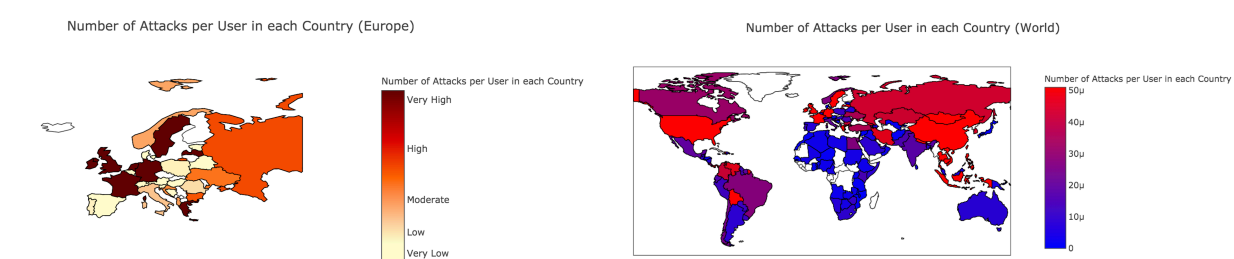 Number of Attacks per User in each Country (Europe)
Number of Attacks per User in each Country
Very High
High
Moderate
Low
Very Low
Number of Attacks per User in each Country (World)
Number of Attacks per User in each Country
50μ
40μ
30μ
20μ
10μ
0